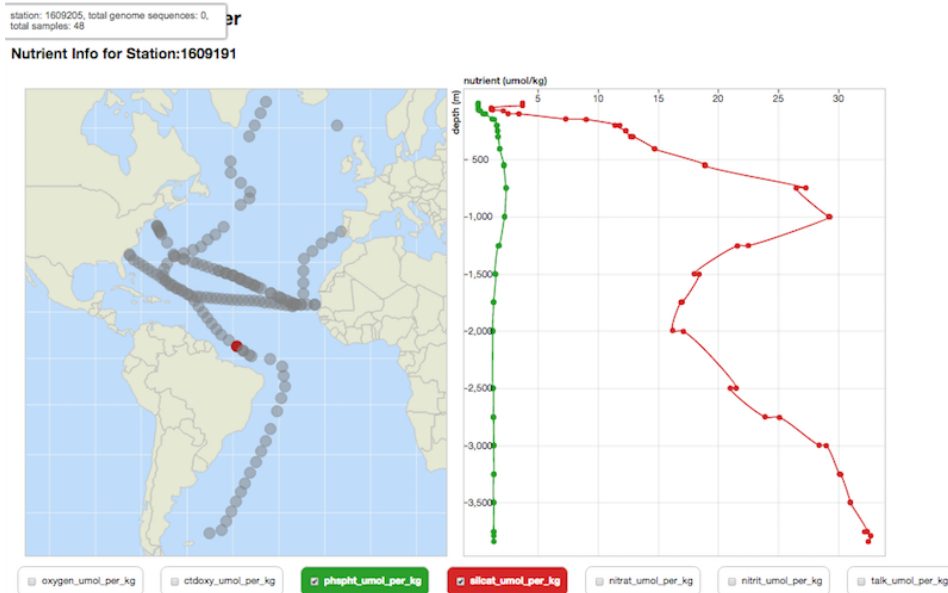 station: 1609205, total genome sequences: 0,
total samples: 48
er
Nutrient Info for Station:1609191
nutrient (umol/kg)
depth (m)
5 10 15 20 25 30
- 500
-1,000
-1,500
-2,000
-2,500
-3,000
-3,500
oxygen_umol_per_kg ctdoxy_umol_per_kg phspht_umol_per_kg silcat_umol_per_kg nitrat_umol_per_kg nitrit_umol_per_kg talk_umol_per_kg